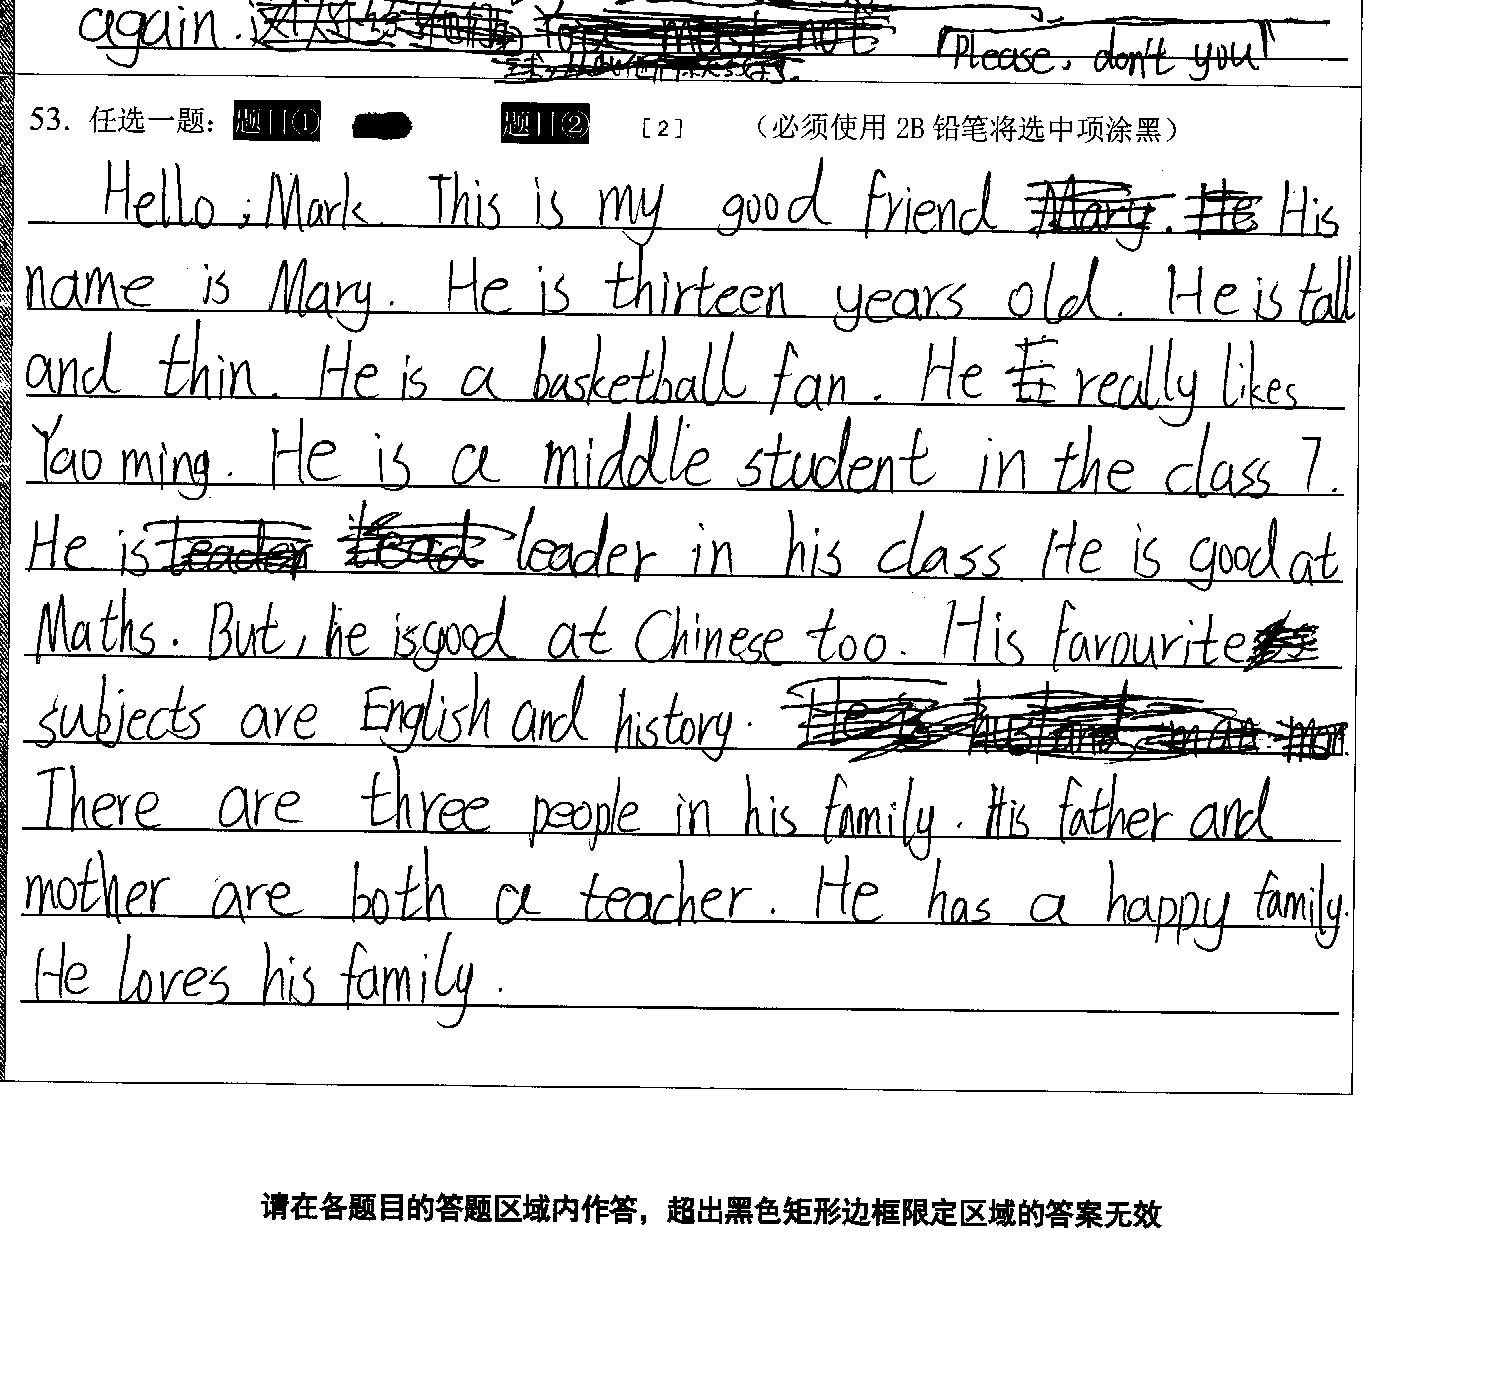 again. Please, don't you
53. 任选一题: 题目① 题目② [2] (必须使用 2B 铅笔将选中项涂黑)
Hello, Mark. This is my good friend His
name is Mary. He is thirteen years old. He is tall
and thin. He is a basketball fan. He really likes
Yao ming. He is a middle student in the class 7.
He is leader in his class He is good at
Maths. But, he is good at Chinese too. His favourite
subjects are English and history.
There are three people in his family. His father and
mother are both a teacher. He has a happy family.
He loves his family.
请在各题目的答题区域内作答，超出黑色矩形边框限定区域的答案无效